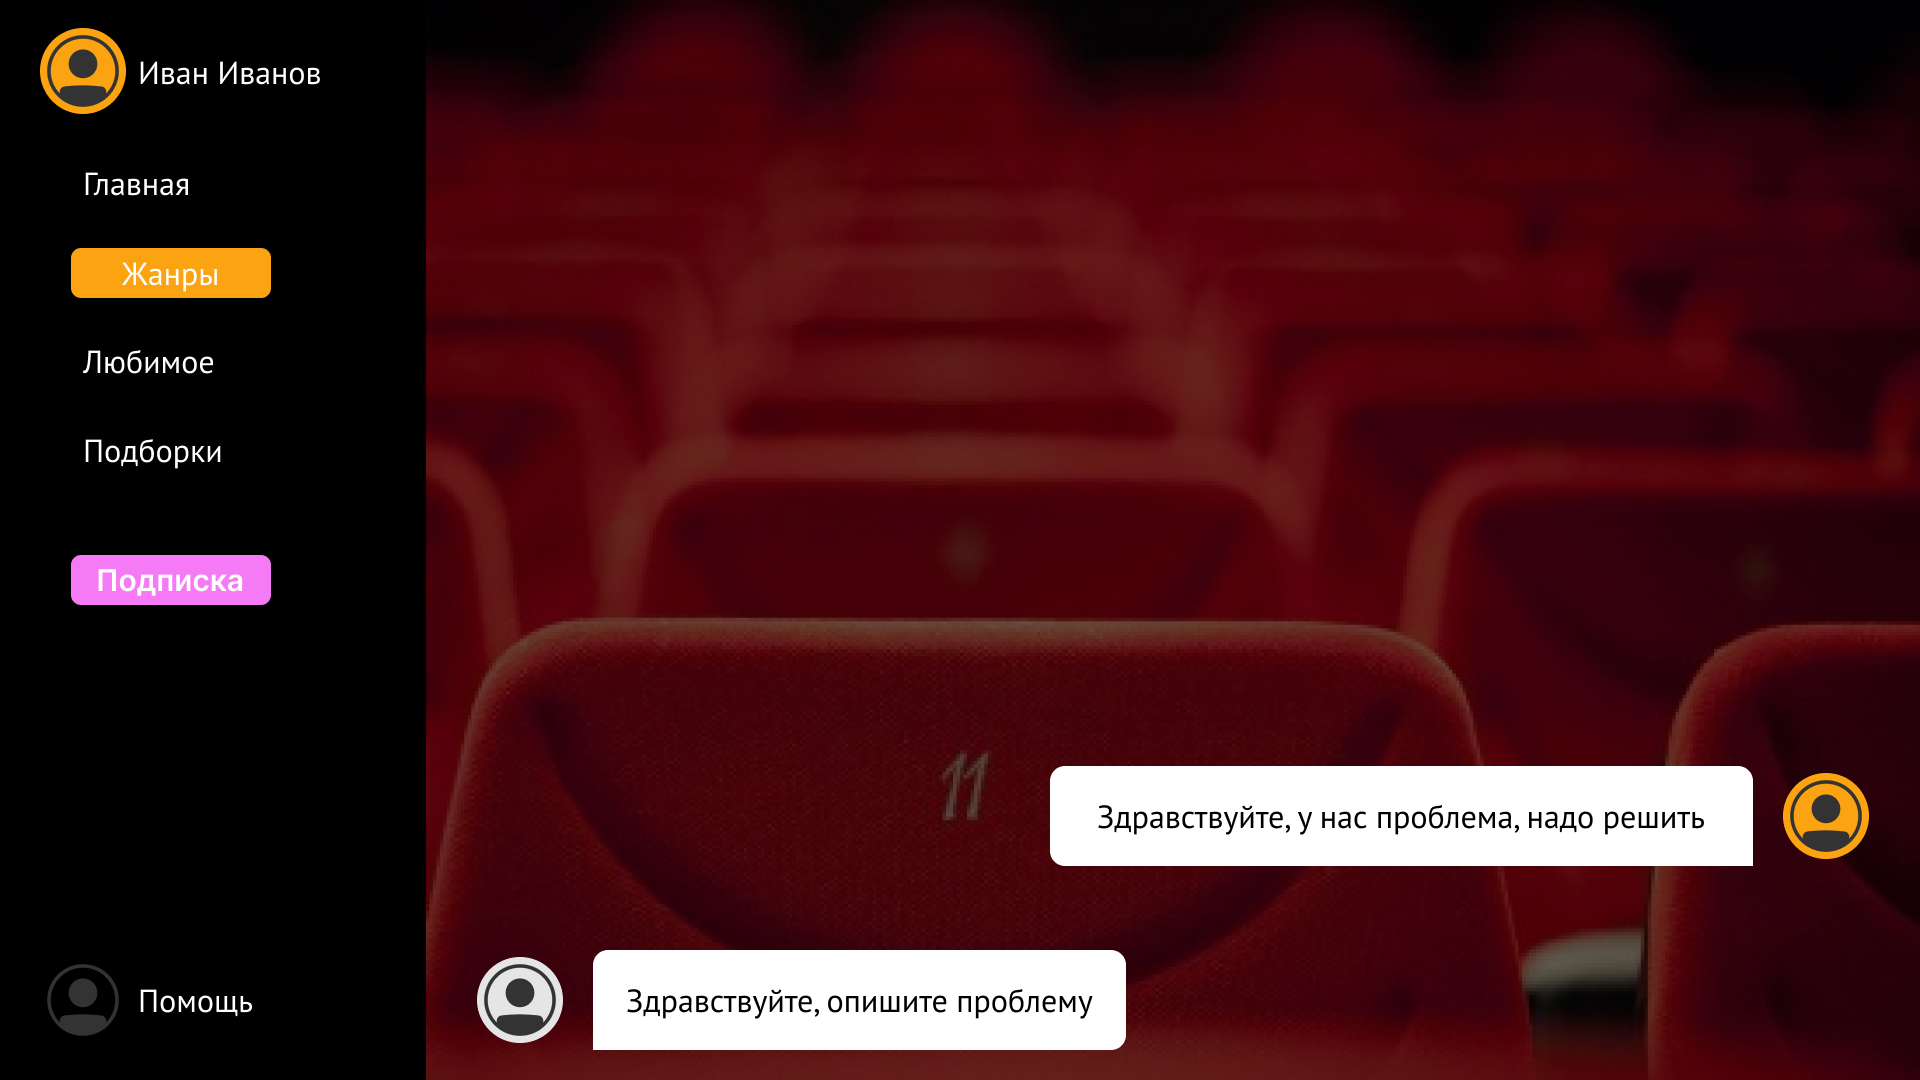 Иван Иванов
Главная
Жанры
Любимое
Подборки
Подписка
11
Здравствуйте, у нас проблема, надо решить
Здравствуйте, опишите проблему
Помощь